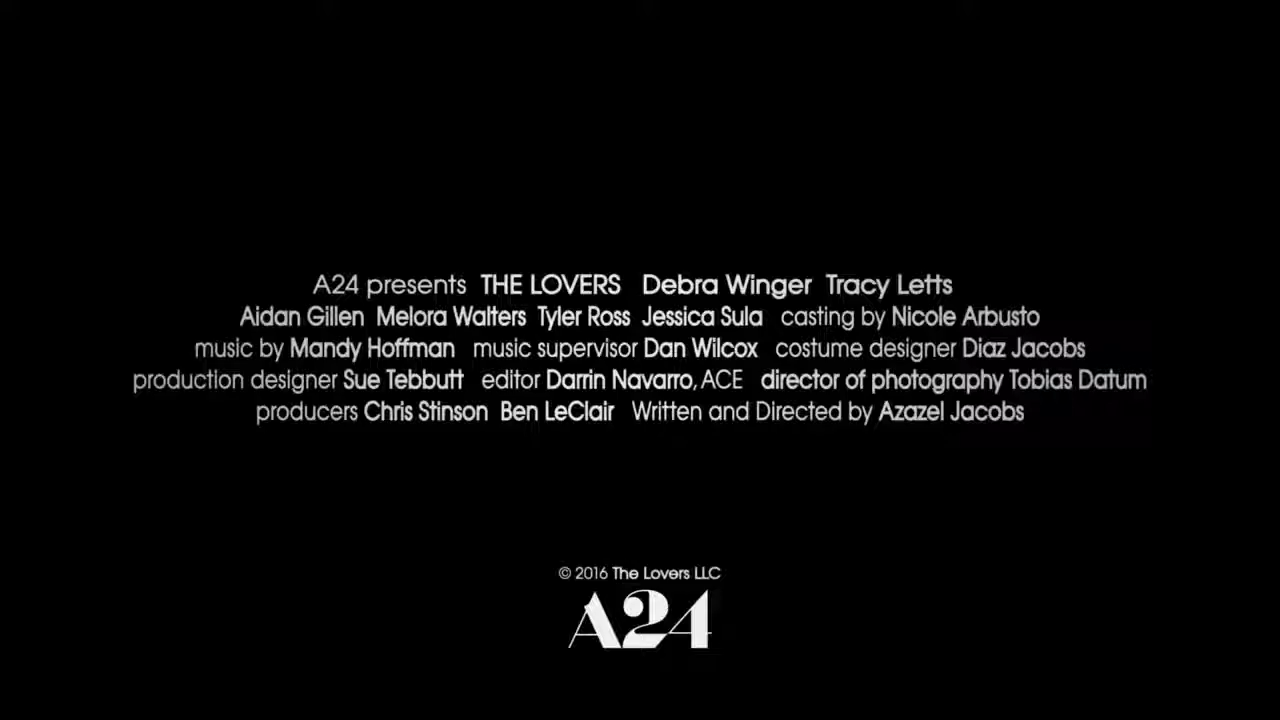 A24 presents THE LOVERS Debra Winger Tracy Letts
Aidan Gillen Melora Walters Tyler Ross Jessica Sula casting by Nicole Arbusto
music by Mandy Hoffman music supervisor Dan Wilcox costume designer Diaz Jacobs
production designer Sue Tebbutt editor Darrin Navarro, ACE director of photography Tobias Datum
producers Chris Stinson Ben LeClair Written and Directed by Azazel Jacobs
© 2016 The Lovers LLC
A24